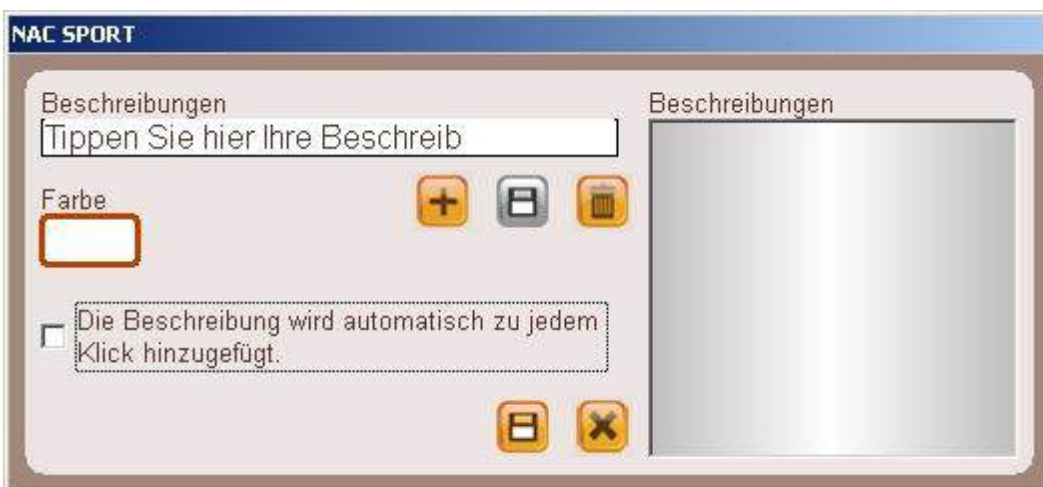 NAC SPORT
Beschreibungen
Tippen Sie hier Ihre Beschreib
Farbe
Die Beschreibung wird automatisch zu jedem
Klick hinzugefügt.
Beschreibungen